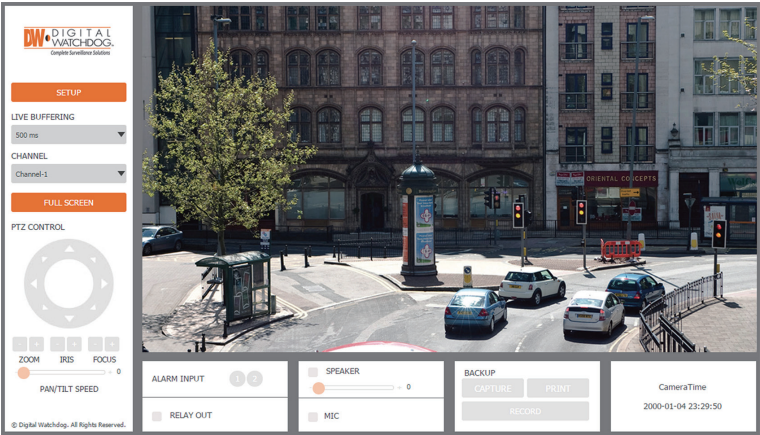 DW DIGITAL
WATCHDOG
Complete Surveillance Solutions
SETUP
LIVE BUFFERING
500 ms
CHANNEL
Channel-1
FULL SCREEN
PTZ CONTROL
- + - + - +
ZOOM IRIS FOCUS
- + 0
PAN/TILT SPEED
© Digital Watchdog. All Rights Reserved.
ORIENTAL CONCEPTS
ALARM INPUT 1 2
RELAY OUT
SPEAKER
- + 0
MIC
BACKUP
CAPTURE PRINT
RECORD
CameraTime
2000-01-04 23:29:50